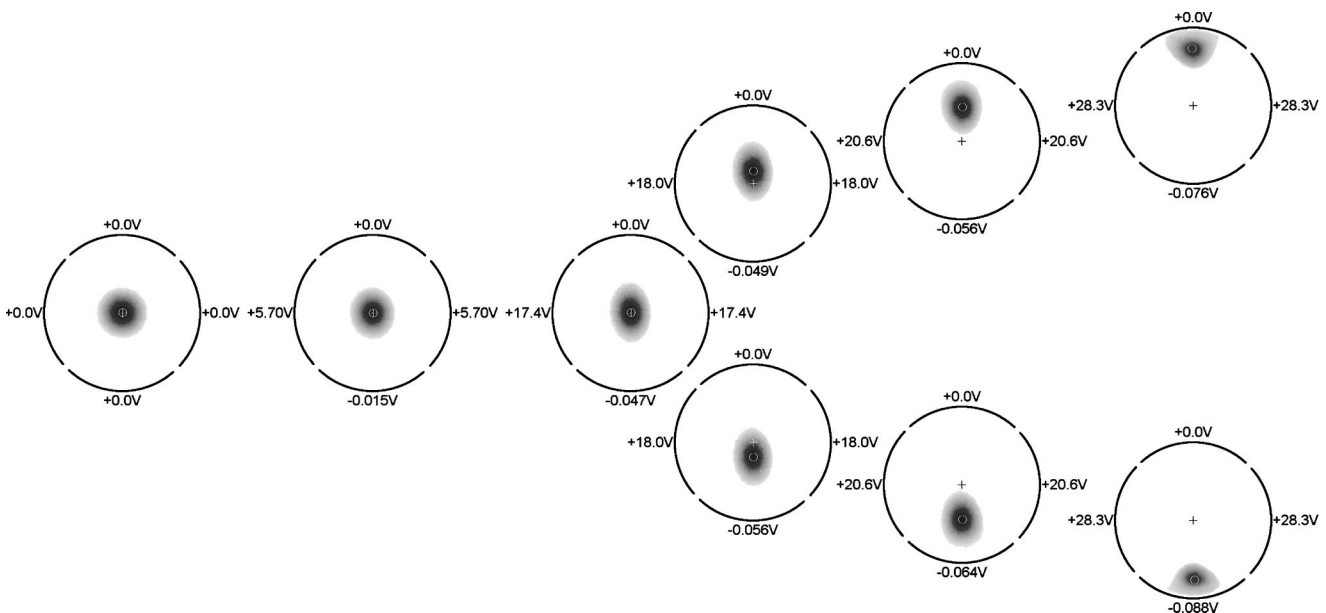 +0.0V
+0.0V
+28.3V +28.3V
-0.076V
+0.0V
+20.6V +20.6V
-0.056V
+0.0V
+18.0V +18.0V
-0.049V
+0.0V
+0.0V +0.0V
+0.0V
+0.0V
+5.70V +5.70V
-0.015V
+0.0V
+17.4V +17.4V
-0.047V
+0.0V
+18.0V +18.0V
-0.056V
+0.0V
+20.6V +20.6V
-0.064V
+0.0V
+28.3V +28.3V
-0.088V